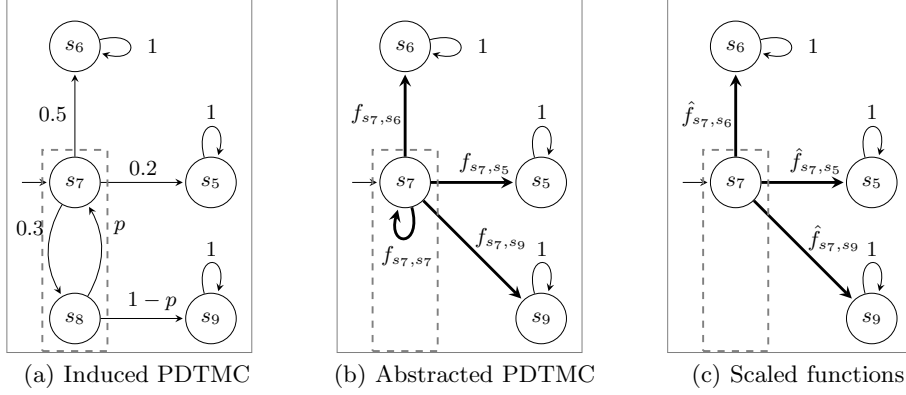 s₆ 1
0.5
s₇ 0.2 s₅ 1
0.3 p
s₈ 1 − p s₉ 1
(a) Induced PDTMC
s₆ 1
f_{s₇,s₆}
s₇ f_{s₇,s₅} s₅ 1
f_{s₇,s₇} f_{s₇,s₉}
s₉ 1
(b) Abstracted PDTMC
s₆ 1
f̂_{s₇,s₆}
s₇ f̂_{s₇,s₅} s₅ 1
f̂_{s₇,s₉}
s₉ 1
(c) Scaled functions